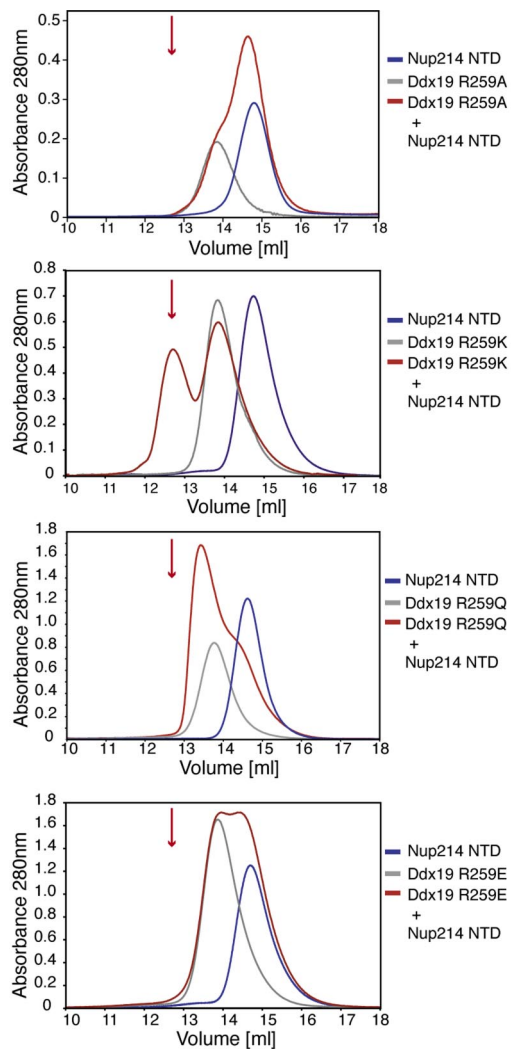 Absorbance 280nm
0.5
0.4
0.3
0.2
0.1
0
10 11 12 13 14 15 16 17 18
Volume [ml]
Nup214 NTD
Ddx19 R259A
Ddx19 R259A
+
Nup214 NTD
Absorbance 280nm
0.8
0.7
0.6
0.5
0.4
0.3
0.2
0.1
0
10 11 12 13 14 15 16 17 18
Volume [ml]
Nup214 NTD
Ddx19 R259K
Ddx19 R259K
+
Nup214 NTD
Absorbance 280nm
1.8
1.6
1.4
1.2
1.0
0.8
0.6
0.4
0.2
0
10 11 12 13 14 15 16 17 18
Volume [ml]
Nup214 NTD
Ddx19 R259Q
Ddx19 R259Q
+
Nup214 NTD
Absorbance 280nm
1.8
1.6
1.4
1.2
1.0
0.8
0.6
0.4
0.2
0
10 11 12 13 14 15 16 17 18
Volume [ml]
Nup214 NTD
Ddx19 R259E
Ddx19 R259E
+
Nup214 NTD